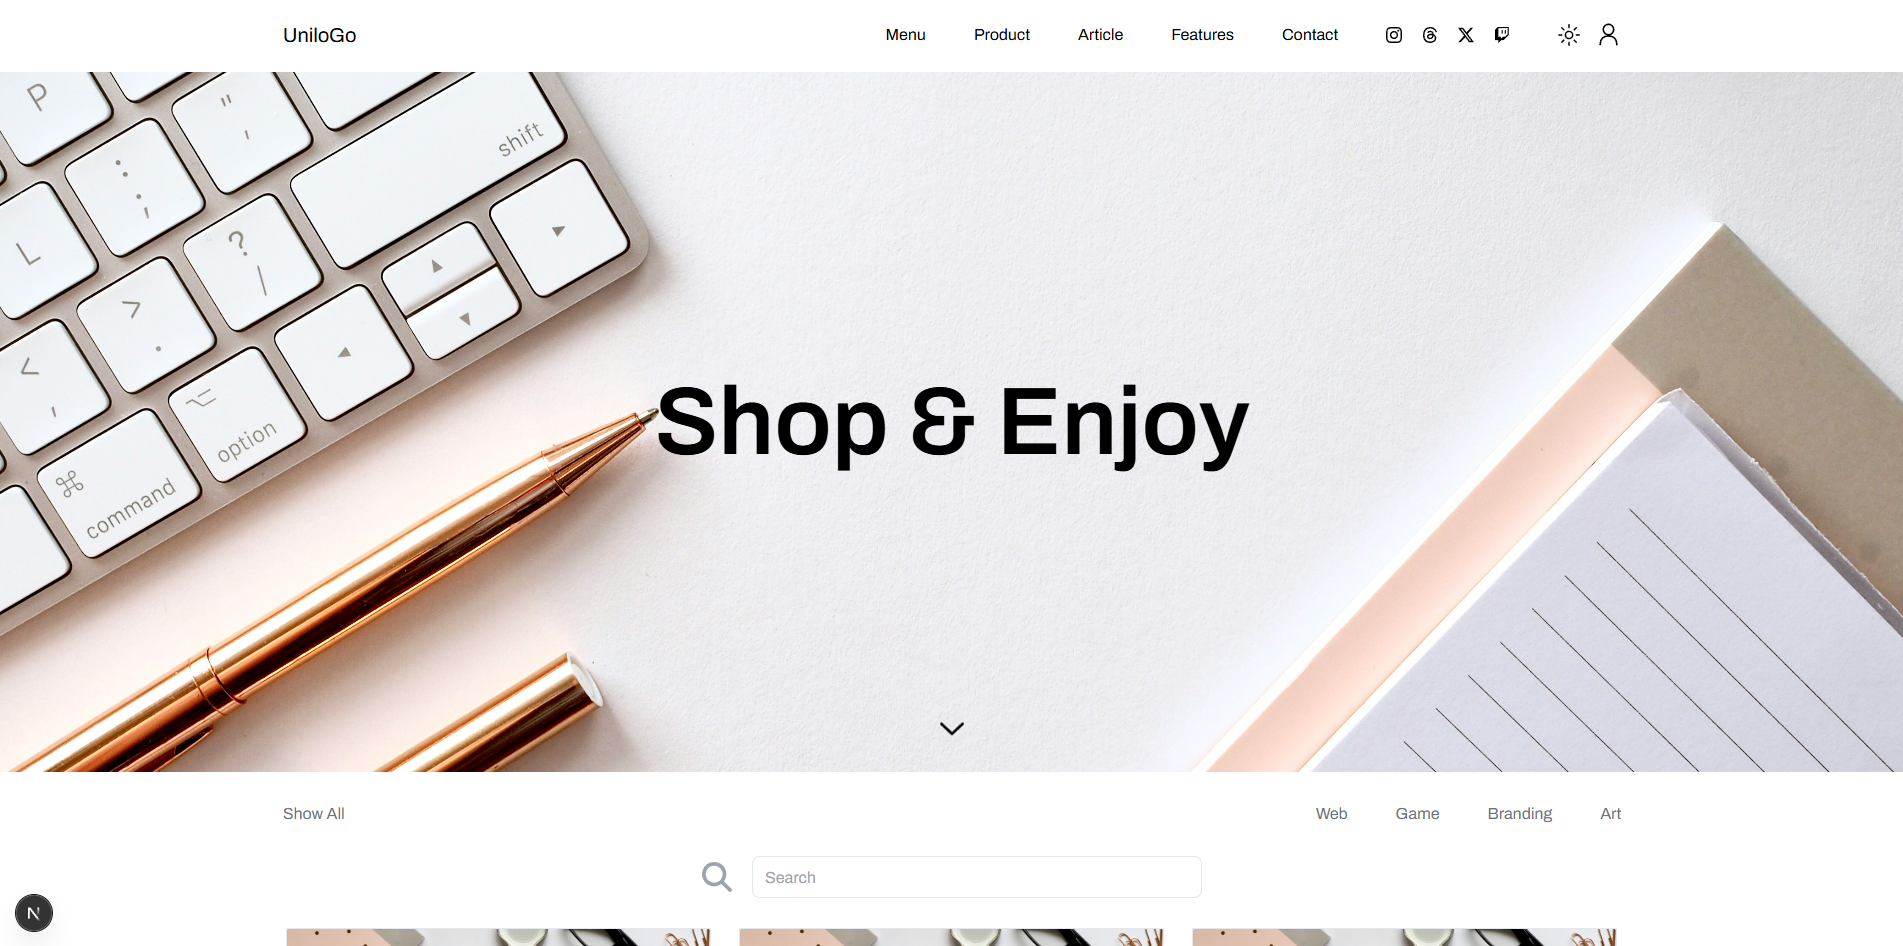 UniloGo
Menu
Product
Article
Features
Contact
P
"
'
shift
:
;
L
?
/
>
.
<
,
option
command
Shop & Enjoy
Show All
Web
Game
Branding
Art
Search
N